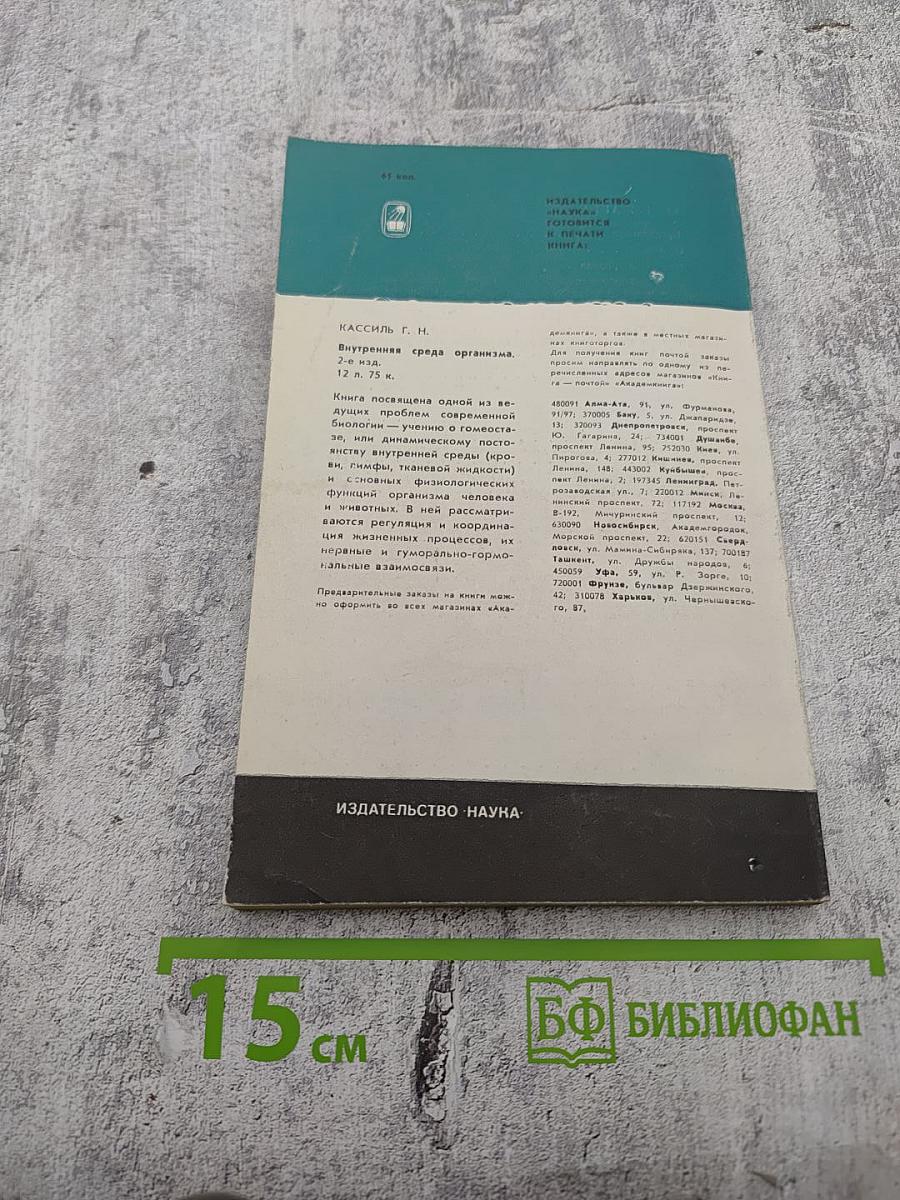 65 коп.
ИЗДАТЕЛЬСТВО
«НАУКА»
ГОТОВИТСЯ
К ПЕЧАТИ
КНИГА:
КАССИЛЬ Г. Н.
Внутренняя среда организма.
2-е изд.
12 л. 75 к.
Книга посвящена одной из ве-
дущих проблем современной
биологии — учению о гомеоста-
зе, или динамическому посто-
янству внутренней среды (кро-
ви, лимфы, тканевой жидкости)
и основных физиологических
функций организма человека
и животных. В ней рассматри-
ваются регуляция и координа-
ция жизненных процессов, их
нервные и гуморально-гормо-
нальные взаимосвязи.
Предварительные заказы на книги мож-
но оформить во всех магазинах «Ака-
демкнига», а также в местных магази-
нах книготоргов.
Для получения книг почтой заказы
просим направлять по одному из пе-
речисленных адресов магазинов «Кни-
га — почтой» «Академкнига»:
480091 Алма-Ата, 91, ул. Фурманова,
91/97; 370005 Баку, 5, ул. Джапаридзе,
13; 320093 Днепропетровск, проспект
Ю. Гагарина, 24; 734001 Душанбе,
проспект Ленина, 95; 252030 Киев, ул.
Пирогова, 4; 277012 Кишинев, проспект
Ленина, 148; 443002 Куйбышев, прос-
пект Ленина, 2; 197345 Ленинград, Пет-
розаводская ул., 7; 220012 Минск, Ле-
нинский проспект, 72; 117192 Москва,
В-192, Мичуринский проспект, 12;
630090 Новосибирск, Академгородок,
Морской проспект, 22; 620151 Сверд-
ловск, ул. Мамина-Сибиряка, 137; 700187
Ташкент, ул. Дружбы народов, 6;
450059 Уфа, 59, ул. Р. Зорге, 10;
720001 Фрунзе, бульвар Дзержинского,
42; 310078 Харьков, ул. Чернышевско-
го, 87.
ИЗДАТЕЛЬСТВО ·НАУКА·
15 см
БФ БИБЛИОФАН